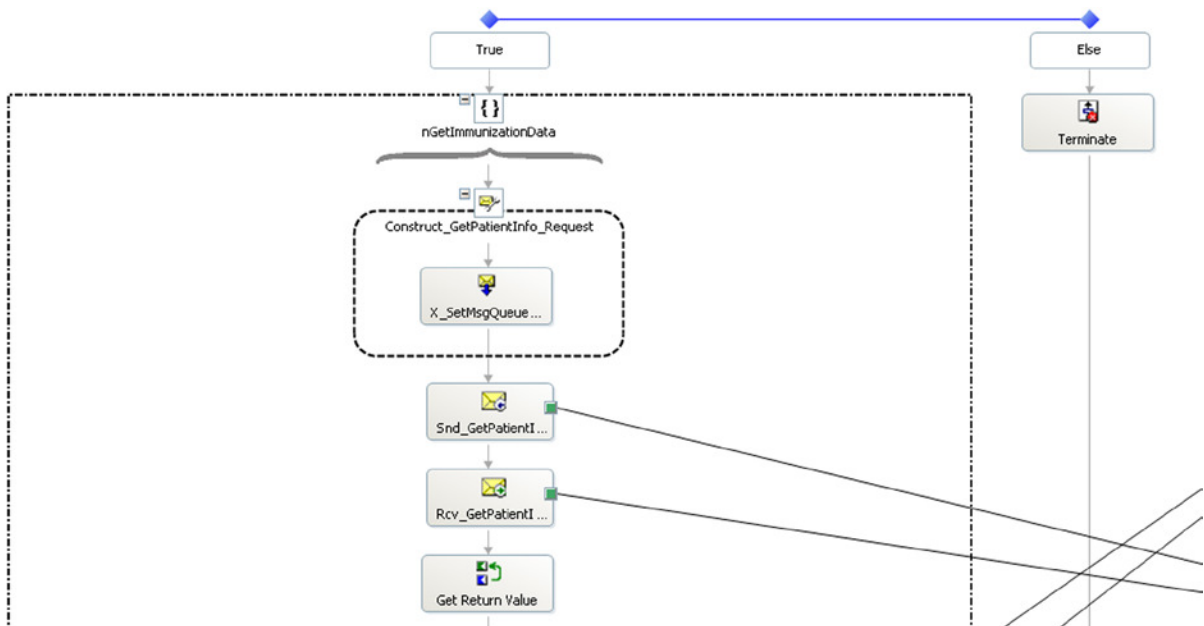 True
Else
{ }
nGetImmunizationData
Terminate
Construct_GetPatientInfo_Request
X_SetMsgQueue...
Snd_GetPatientI...
Rcv_GetPatientI...
Get Return Value